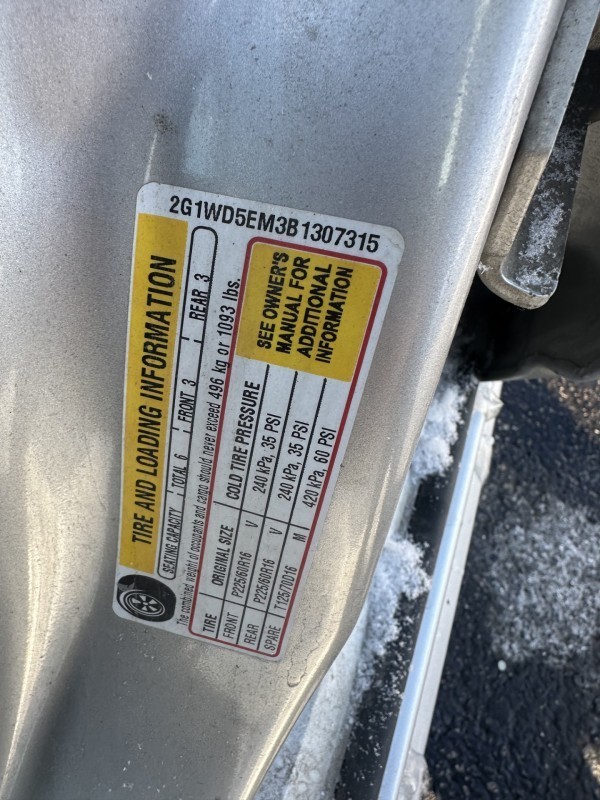 2G1WD5EM3B1307315
TIRE AND LOADING INFORMATION
SEATING CAPACITY TOTAL 6 FRONT 3 REAR 3
The combined weight of occupants and cargo should never exceed 496 kg or 1093 lbs.
TIRE ORIGINAL SIZE COLD TIRE PRESSURE
FRONT P225/60R16 V 240 kPa, 35 PSI
REAR P225/60R16 V 240 kPa, 35 PSI
SPARE T125/70D16 M 420 kPa, 60 PSI
SEE OWNER'S
MANUAL FOR
ADDITIONAL
INFORMATION